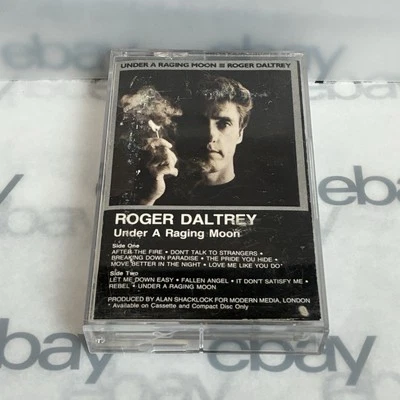 ebay
ebay
UNDER A RAGING MOON ROGER DALTREY
ROGER DALTREY
Under A Raging Moon
Side One
AFTER THE FIRE • DON'T TALK TO STRANGERS •
BREAKING DOWN PARADISE • THE PRIDE YOU HIDE •
MOVE BETTER IN THE NIGHT • LOVE ME LIKE YOU DO*
Side Two
LET ME DOWN EASY • FALLEN ANGEL • IT DON'T SATISFY ME •
REBEL • UNDER A RAGING MOON
PRODUCED BY ALAN SHACKLOCK FOR MODERN MEDIA, LONDON
*Available on Cassette and Compact Disc Only
ebay
ebay